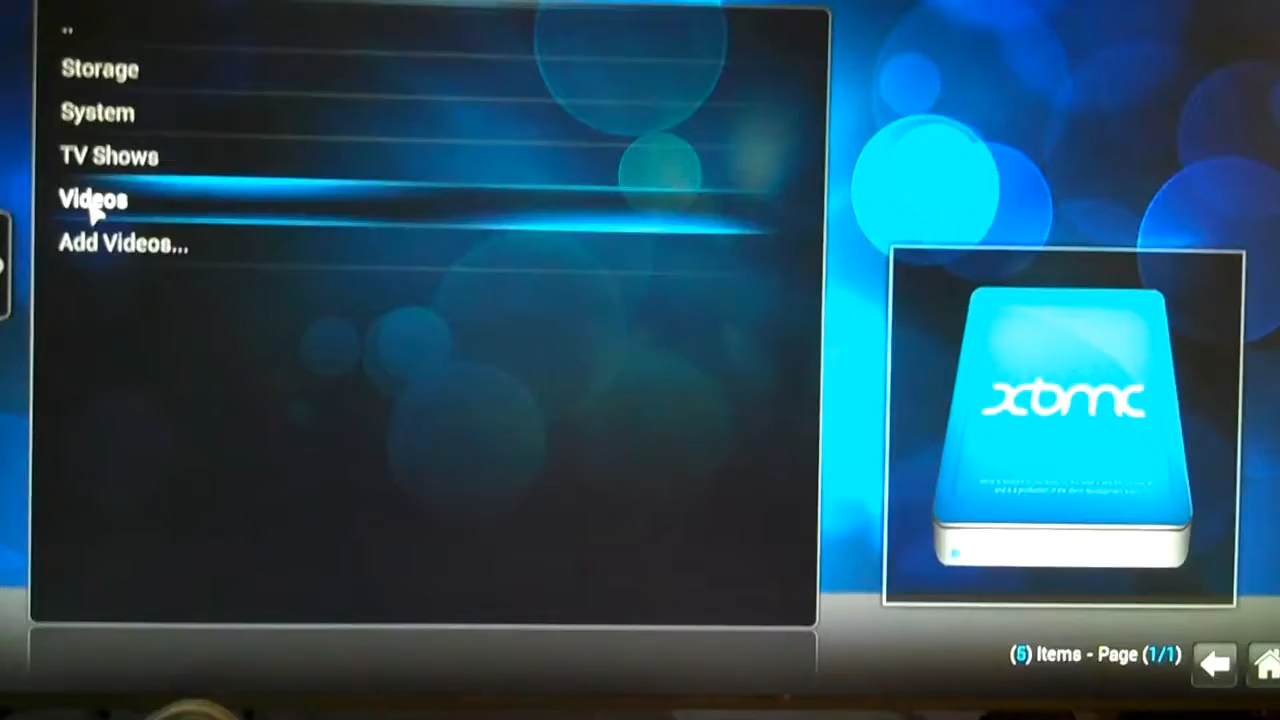 ..
Storage
System
TV Shows
Videos
Add Videos...
xbmc
(5) Items - Page (1/1)